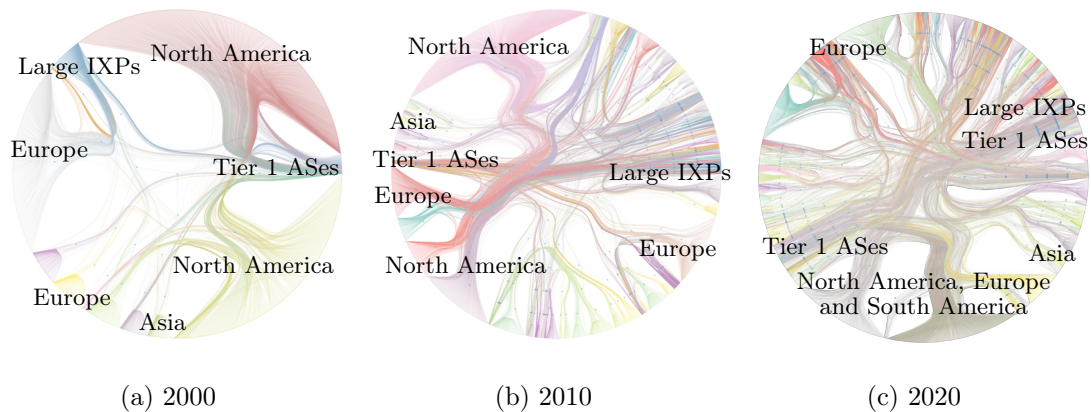 North America
Large IXPs
Europe
Tier 1 ASes
North America
Europe
Asia
(a) 2000
North America
Asia
Tier 1 ASes
Large IXPs
Europe
Europe
North America
(b) 2010
Europe
Large IXPs
Tier 1 ASes
Tier 1 ASes
Asia
North America, Europe
and South America
(c) 2020